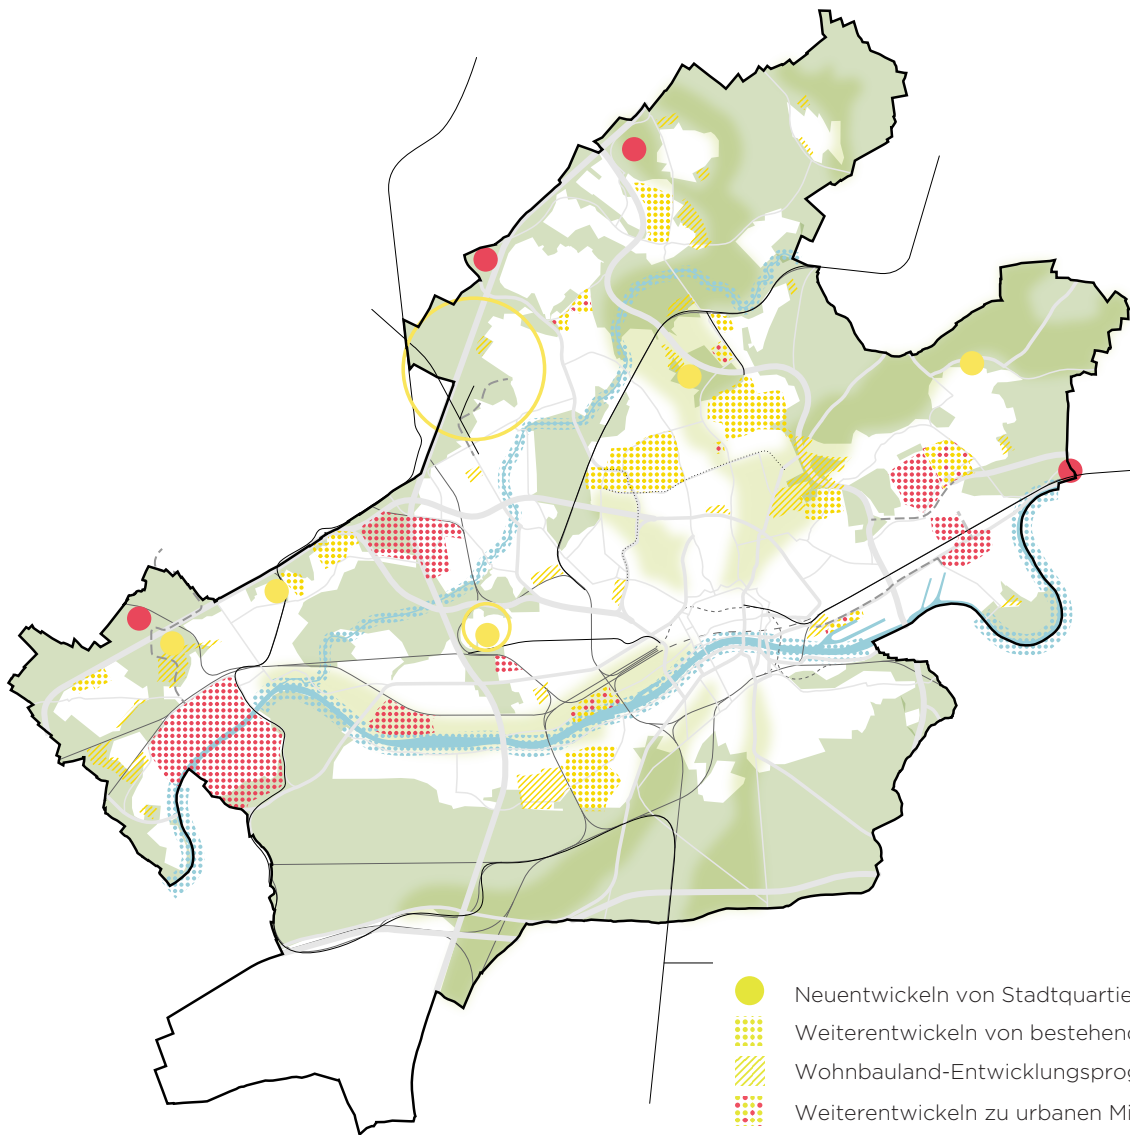 Neuentwickeln von Stadtquartie
Weiterentwickeln von bestehend
Wohnbauland-Entwicklungsprog
Weiterentwickeln zu urbanen Mi